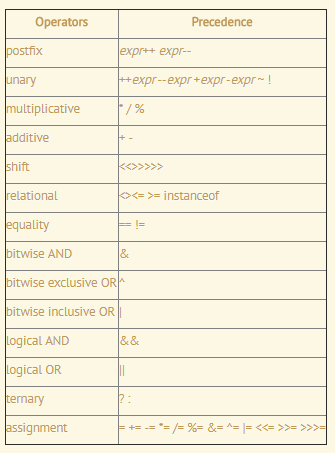 Operators Precedence
postfix expr++ expr--
unary ++expr --expr +expr -expr ~ !
multiplicative * / %
additive + -
shift <<>>>>>
relational <><= >= instanceof
equality == !=
bitwise AND &
bitwise exclusive OR ^
bitwise inclusive OR |
logical AND &&
logical OR ||
ternary ? :
assignment = += -= *= /= %= &= ^= |= <<= >>= >>>=